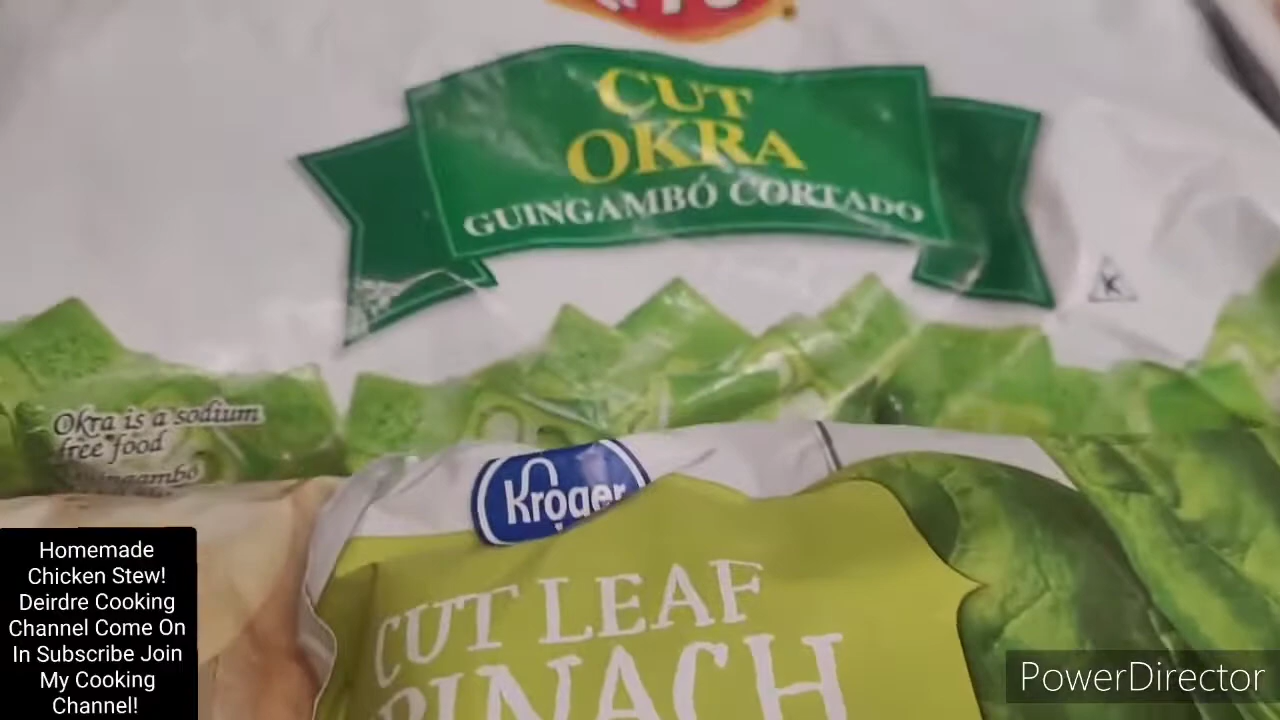 CUT
OKRA
GUINGAMBÓ CORTADO
K
Okra is a sodium
free food
Kroger
CUT LEAF
Homemade
Chicken Stew!
Deirdre Cooking
Channel Come On
In Subscribe Join
My Cooking
Channel!
PowerDirector